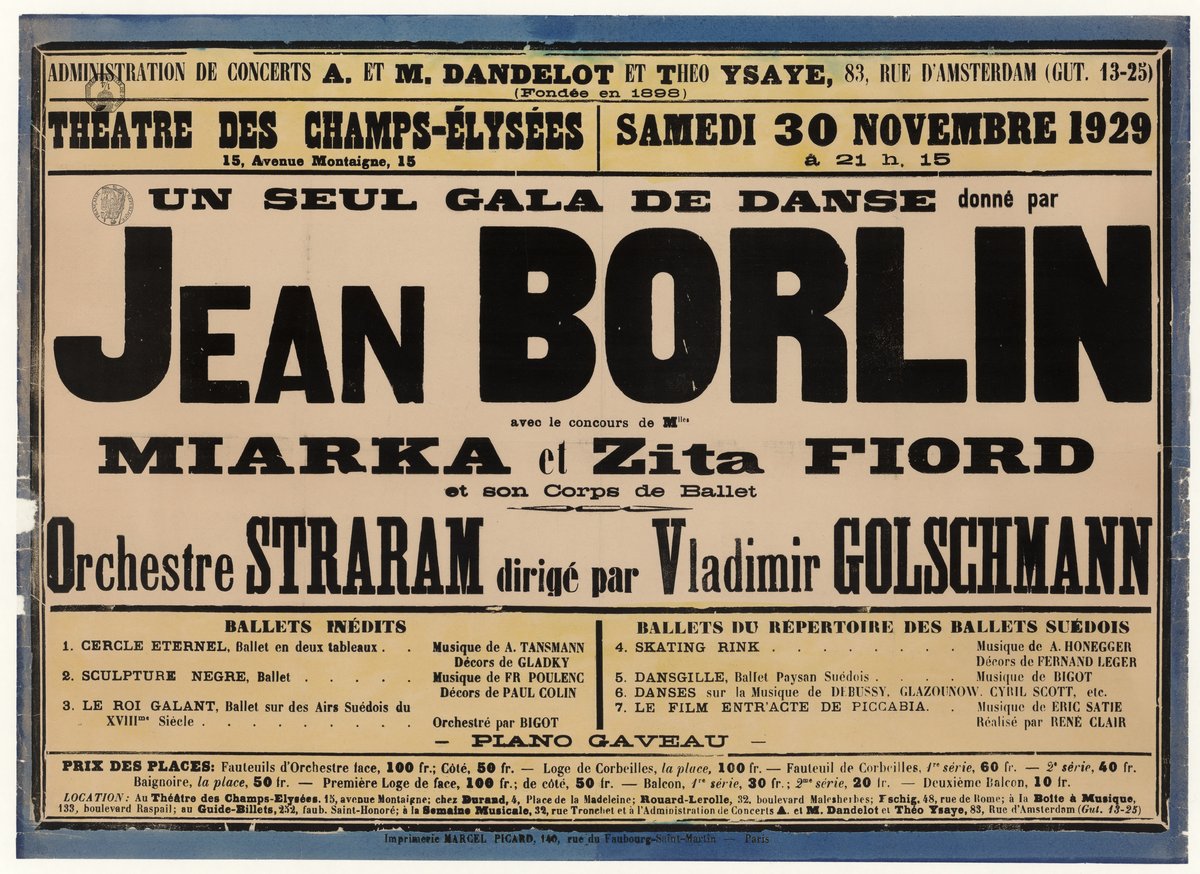 ADMINISTRATION DE CONCERTS A. ET M. DANDELOT ET THEO YSAYE, 83, RUE D'AMSTERDAM (GUT. 13-25)
(Fondée en 1898)
THÉATRE DES CHAMPS-ÉLYSÉES
15, Avenue Montaigne, 15
SAMEDI 30 NOVEMBRE 1929
à 21 h. 15
UN SEUL GALA DE DANSE donné par
JEAN BORLIN
avec le concours de Mlles
MIARKA et Zita FIORD
et son Corps de Ballet
Orchestre STRARAM dirigé par Vladimir GOLSCHMANN
BALLETS INÉDITS
1. CERCLE ETERNEL, Ballet en deux tableaux . . Musique de A. TANSMANN
Décors de GLADKY
2. SCULPTURE NEGRE, Ballet . . . . . Musique de FR POULENC
Décors de PAUL COLIN
3. LE ROI GALANT, Ballet sur des Airs Suédois du
XVIIIme Siècle . . . . . . . . . Orchestré par BIGOT
BALLETS DU RÉPERTOIRE DES BALLETS SUÉDOIS
4. SKATING RINK . . . . . . . . Musique de A. HONEGGER
Décors de FERNAND LEGER
5. DANSGILLE, Ballet Paysan Suédois . . . . Musique de BIGOT
6. DANSES sur la Musique de DEBUSSY, GLAZOUNOW, CYRIL SCOTT, etc.
7. LE FILM ENTR'ACTE DE PICCABIA. . . Musique de ERIC SATIE
Réalisé par RENÉ CLAIR
– PIANO GAVEAU –
PRIX DES PLACES: Fauteuils d'Orchestre face, 100 fr.; Côté, 50 fr. — Loge de Corbeilles, la place, 100 fr. — Fauteuil de Corbeilles, 1re série, 60 fr. — 2e série, 40 fr.
Baignoire, la place, 50 fr. — Première Loge de face, 100 fr.; de côté, 50 fr. — Balcon, 1re série, 30 fr.; 2me série, 20 fr. — Deuxième Balcon, 10 fr.
LOCATION: Au Théâtre des Champs-Elysées, 15, avenue Montaigne; chez Durand, 4, Place de la Madeleine; Rouard-Lerolle, 32, boulevard Malesherbes; Eschig, 48, rue de Rome; à la Boîte à Musique,
133, boulevard Raspail; au Guide-Billets, 252, faub. Saint-Honoré; à la Semaine Musicale, 32, rue Tronchet et à l'Administration de Concerts A. et M. Dandelot et Théo Ysaye, 83, Rue d'Amsterdam (Gut. 13-25)
Imprimerie MARCEL PICARD, 140, rue du Faubourg-Saint-Martin — Paris